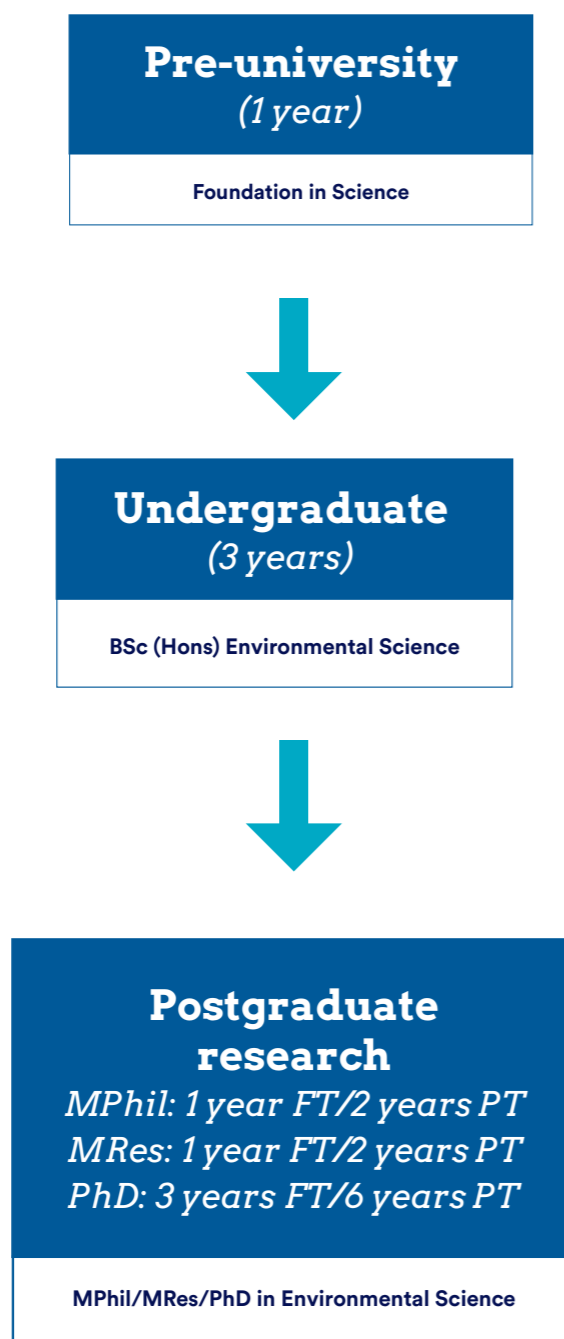 Pre-university
(1 year)
Foundation in Science
Undergraduate
(3 years)
BSc (Hons) Environmental Science
Postgraduate
research
MPhil: 1 year FT/2 years PT
MRes: 1 year FT/2 years PT
PhD: 3 years FT/6 years PT
MPhil/MRes/PhD in Environmental Science